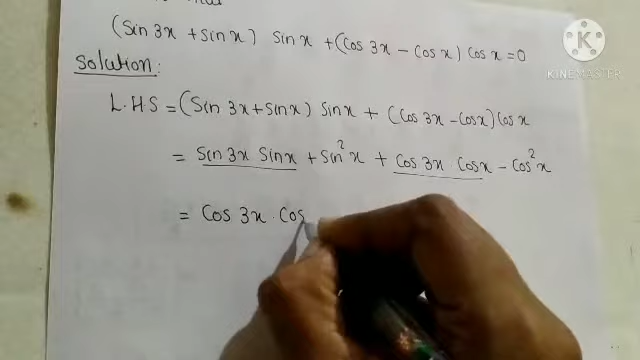 (Sin 3x + Sin x) Sin x + (Cos 3x - Cos x) Cos x = 0
Solution:
L.H.S = (Sin 3x + Sin x) Sin x + (Cos 3x - Cos x) Cos x
= Sin 3x Sin x + Sin² x + Cos 3x · Cos x - Cos² x
= Cos 3x · Cos
KINEMASTER